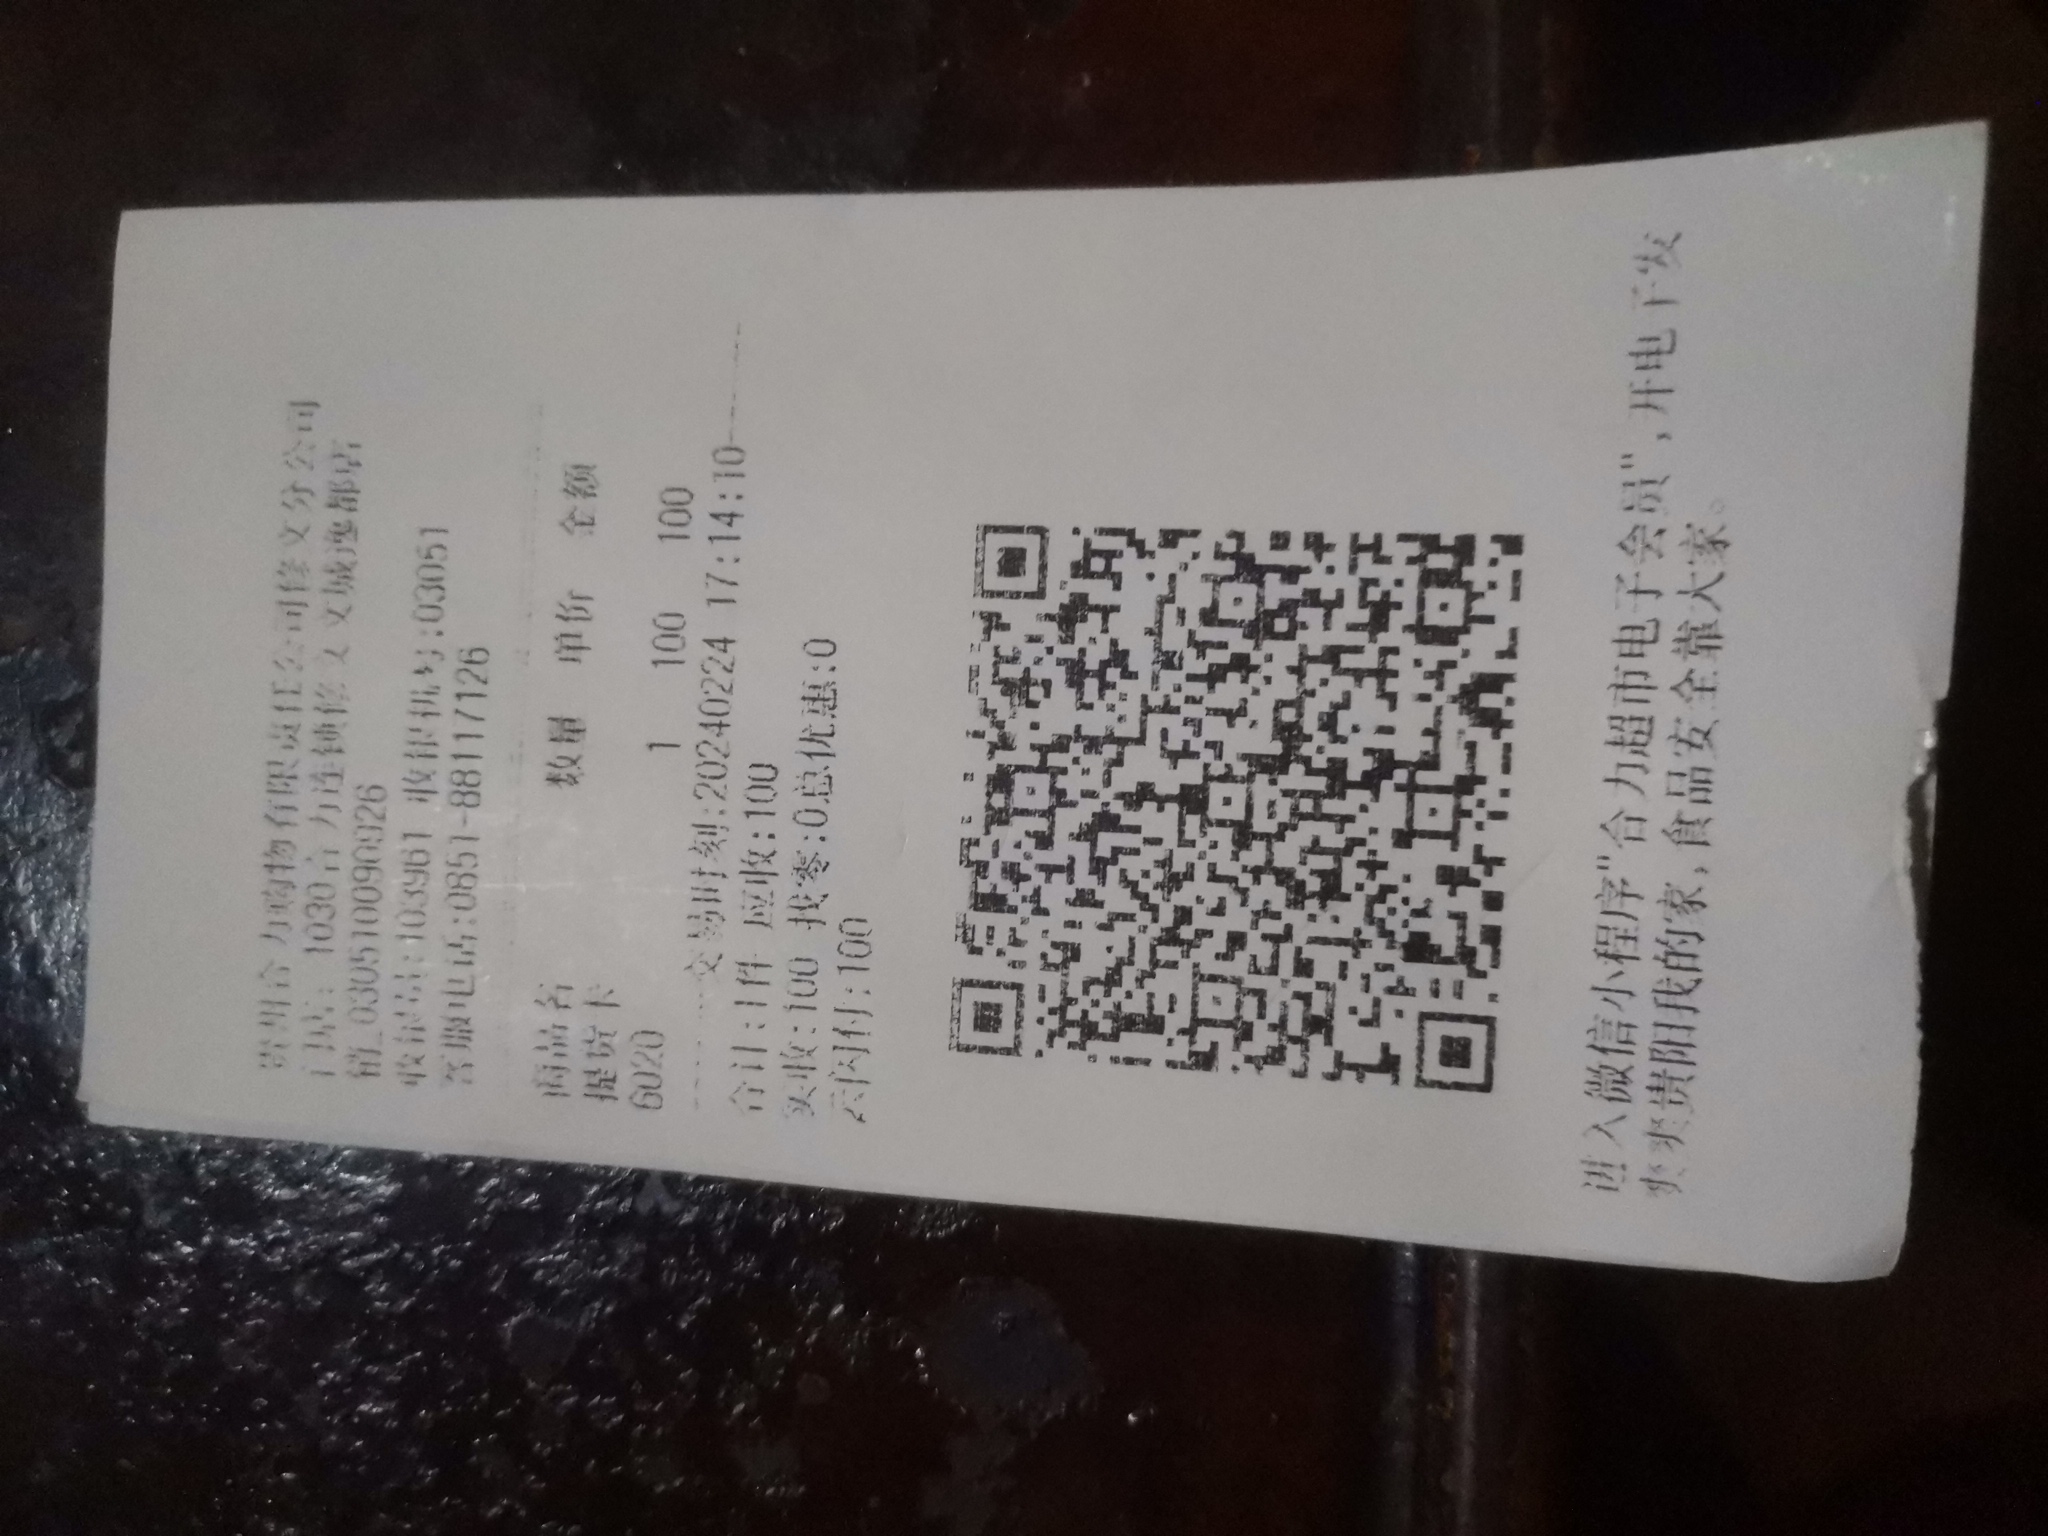 贵州合力购物有限责任公司修文分公司
门店: 1030合力连锁修文文城逸都店
销_030510090926
收银员:103961 收银机号:03051
客服电话:0851-88117126
商品名 数量 单价 金额
提货卡
6020 1 100 100
交易时刻:20240224 17:14:10
合计:1件 应收:100
实收:100 找零:0总优惠:0
云闪付:100
进入微信小程序"合力超市电子会员",开电子发
爽爽贵阳我的家,食品安全靠大家。